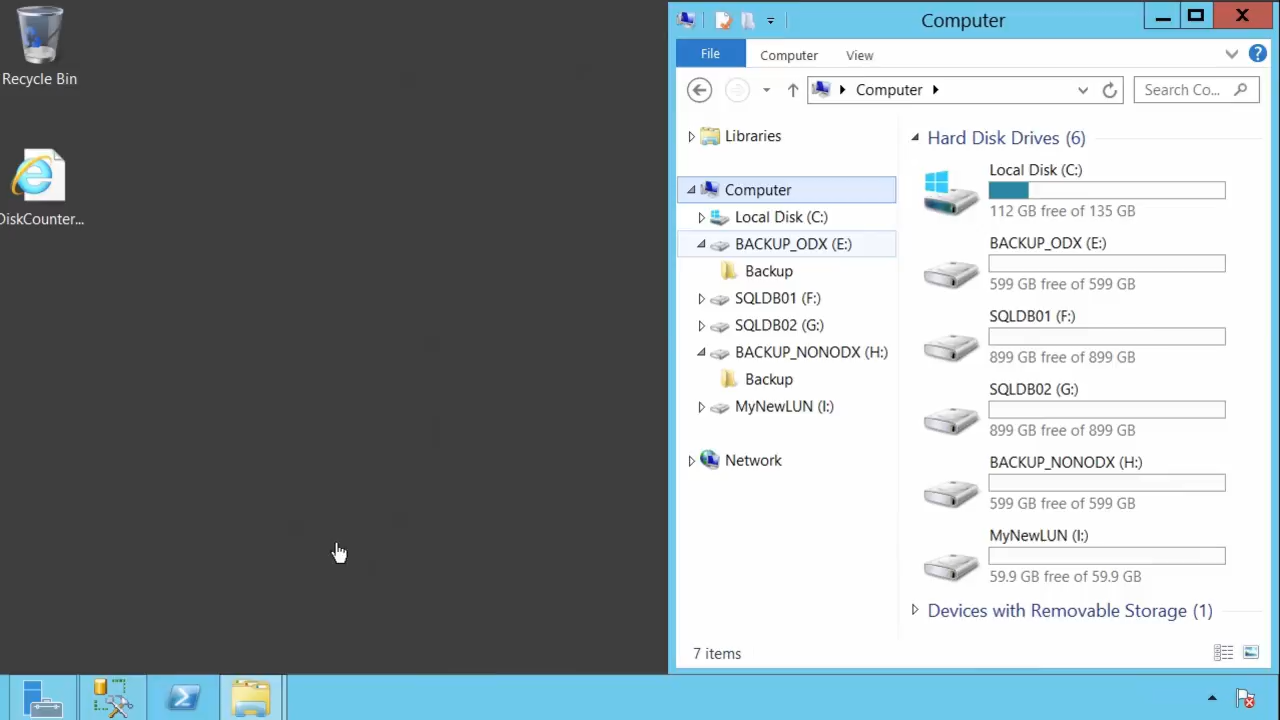 Recycle Bin
DiskCounter...
Computer
File
Computer
View
Computer
Search Co...
Libraries
Computer
Local Disk (C:)
BACKUP_ODX (E:)
Backup
SQLDB01 (F:)
SQLDB02 (G:)
BACKUP_NONODX (H:)
Backup
MyNewLUN (I:)
Network
Hard Disk Drives (6)
Local Disk (C:)
112 GB free of 135 GB
BACKUP_ODX (E:)
599 GB free of 599 GB
SQLDB01 (F:)
899 GB free of 899 GB
SQLDB02 (G:)
899 GB free of 899 GB
BACKUP_NONODX (H:)
599 GB free of 599 GB
MyNewLUN (I:)
59.9 GB free of 59.9 GB
Devices with Removable Storage (1)
7 items